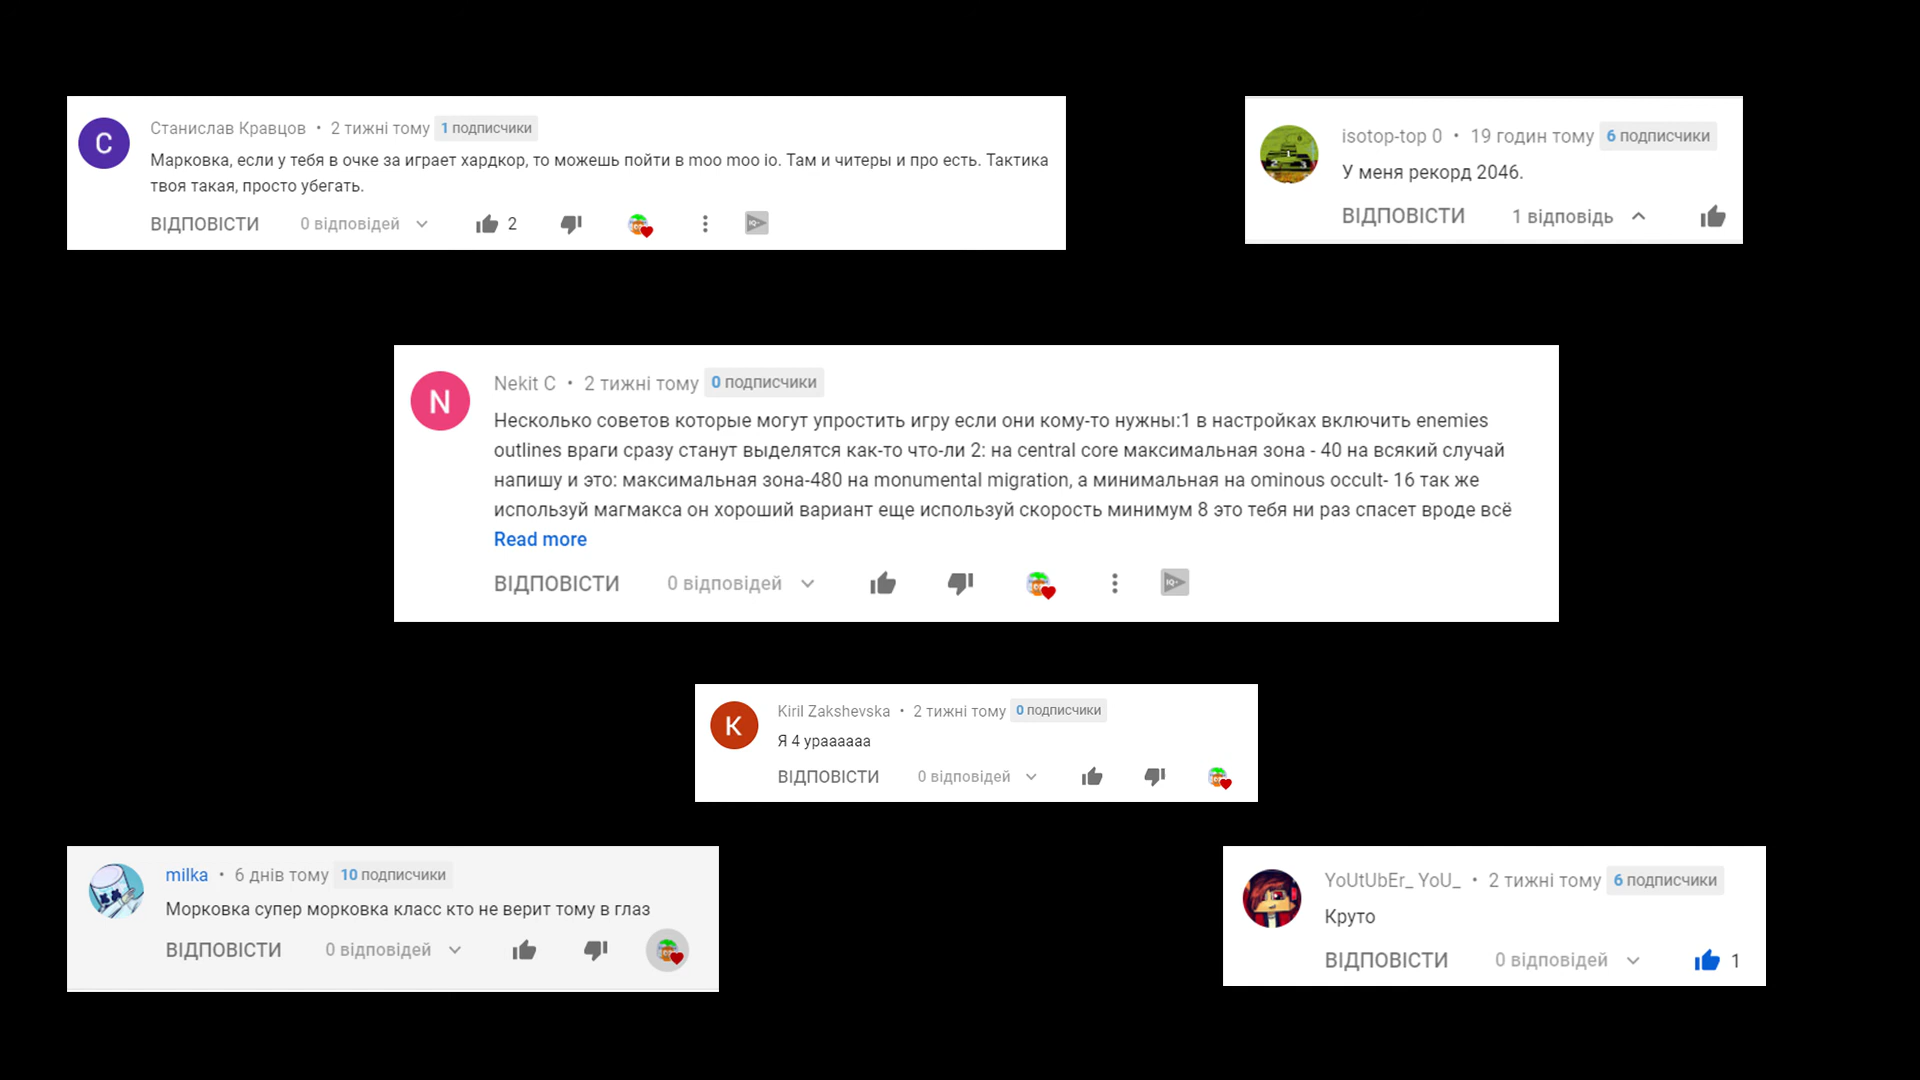 С
Станислав Кравцов • 2 тижні тому 1 подписчики
Марковка, если у тебя в очке за играет хардкор, то можешь пойти в moo moo io. Там и читеры и про есть. Тактика
твоя такая, просто убегать.
ВІДПОВІСТИ 0 відповідей 2 IQ+
isotop-top 0 • 19 годин тому 6 подписчики
У меня рекорд 2046.
ВІДПОВІСТИ 1 відповідь
N
Nekit C • 2 тижні тому 0 подписчики
Несколько советов которые могут упростить игру если они кому-то нужны:1 в настройках включить enemies
outlines враги сразу станут выделятся как-то что-ли 2: на central core максимальная зона - 40 на всякий случай
напишу и это: максимальная зона-480 на monumental migration, а минимальная на ominous occult- 16 так же
используй магмакса он хороший вариант еще используй скорость минимум 8 это тебя ни раз спасет вроде всё
Read more
ВІДПОВІСТИ 0 відповідей IQ+
K
Kiril Zakshevska • 2 тижні тому 0 подписчики
Я 4 урааааaа
ВІДПОВІСТИ 0 відповідей
milka • 6 днів тому 10 подписчики
Морковка супер морковка класс кто не верит тому в глаз
ВІДПОВІСТИ 0 відповідей
YoUtUbEr_ YoU_ • 2 тижні тому 6 подписчики
Круто
ВІДПОВІСТИ 0 відповідей 1